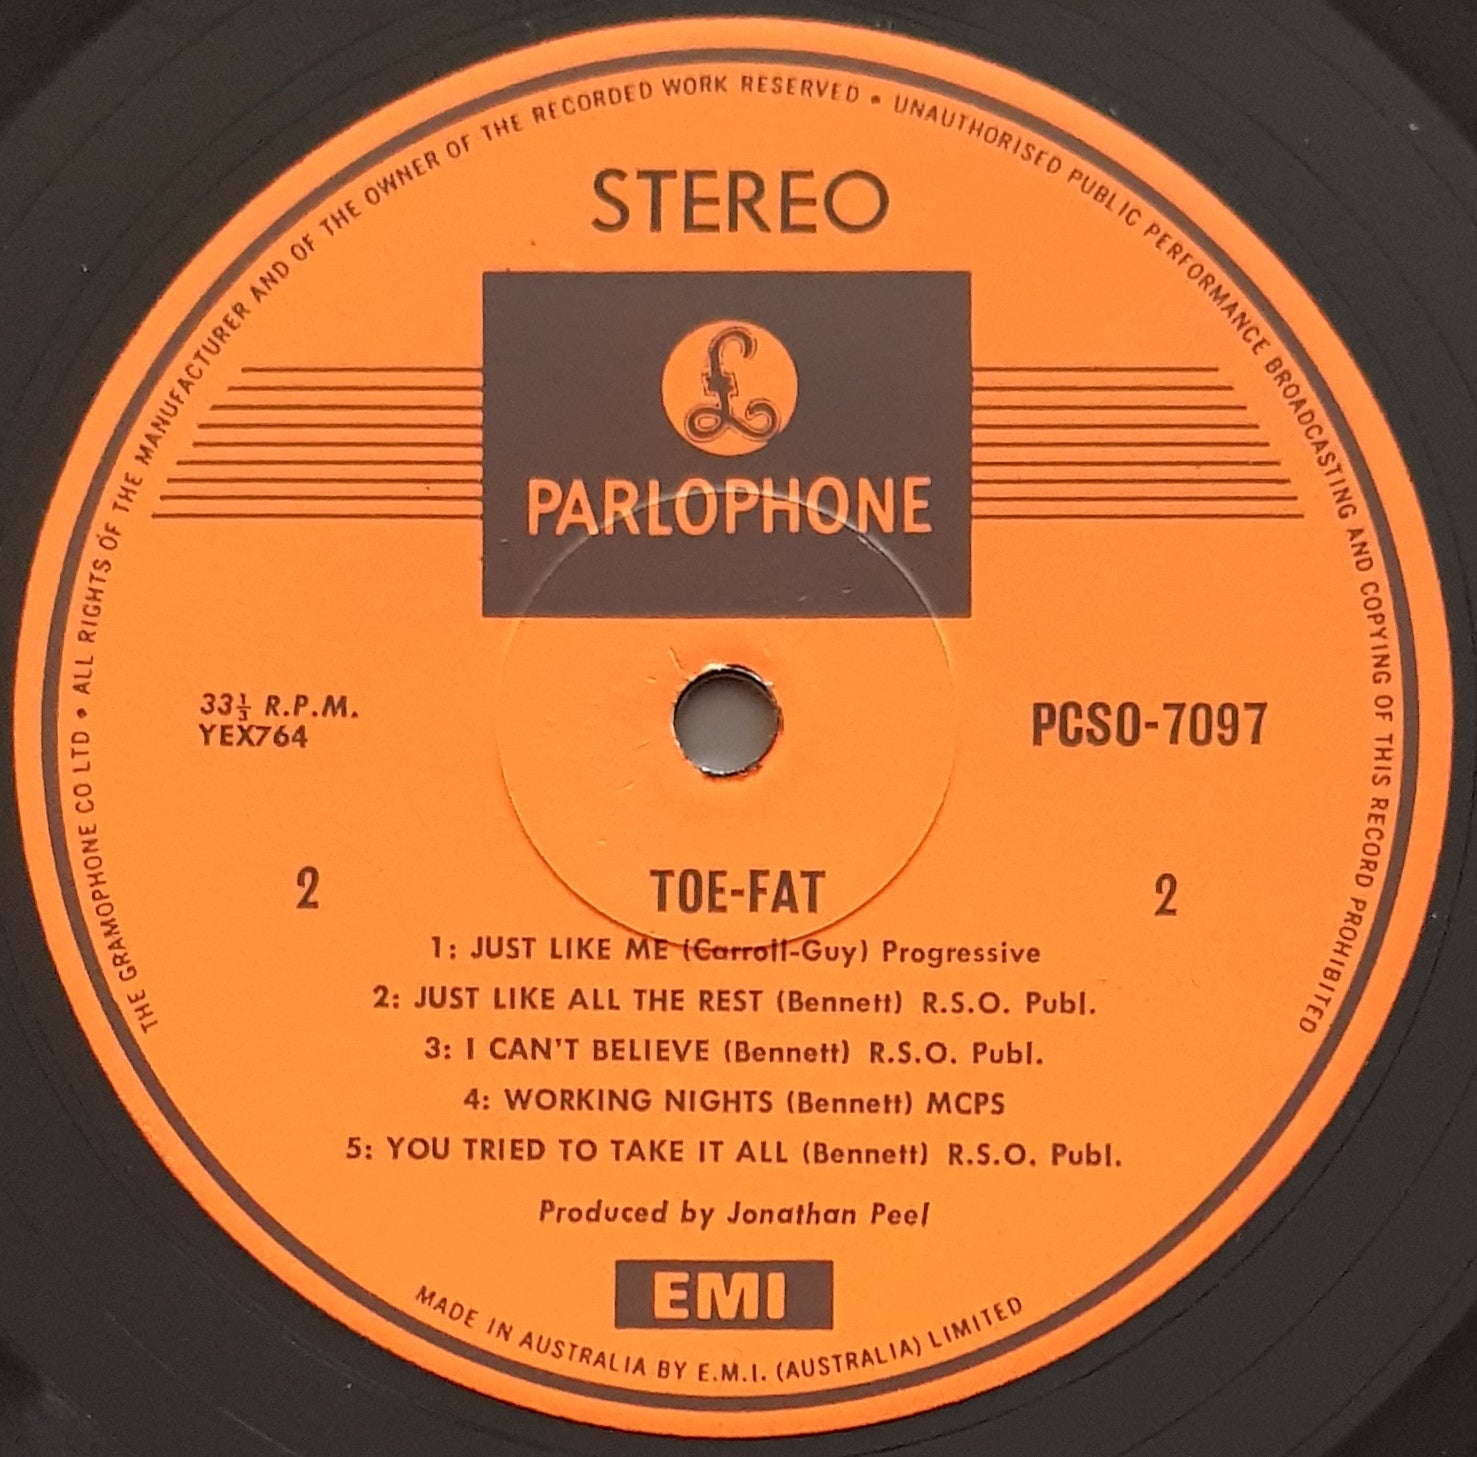 THE GRAMOPHONE CO LTD • ALL RIGHTS OF THE MANUFACTURER AND OF THE OWNER OF THE RECORDED WORK RESERVED • UNAUTHORISED PUBLIC PERFORMANCE BROADCASTING AND COPYING OF THIS RECORD PROHIBITED
STEREO
£
PARLOPHONE
33⅓ R.P.M.
YEX764
PCSO-7097
2
TOE-FAT
2
1: JUST LIKE ME (Carroll-Guy) Progressive
2: JUST LIKE ALL THE REST (Bennett) R.S.O. Publ.
3: I CAN'T BELIEVE (Bennett) R.S.O. Publ.
4: WORKING NIGHTS (Bennett) MCPS
5: YOU TRIED TO TAKE IT ALL (Bennett) R.S.O. Publ.
Produced by Jonathan Peel
EMI
MADE IN AUSTRALIA BY E.M.I. (AUSTRALIA) LIMITED